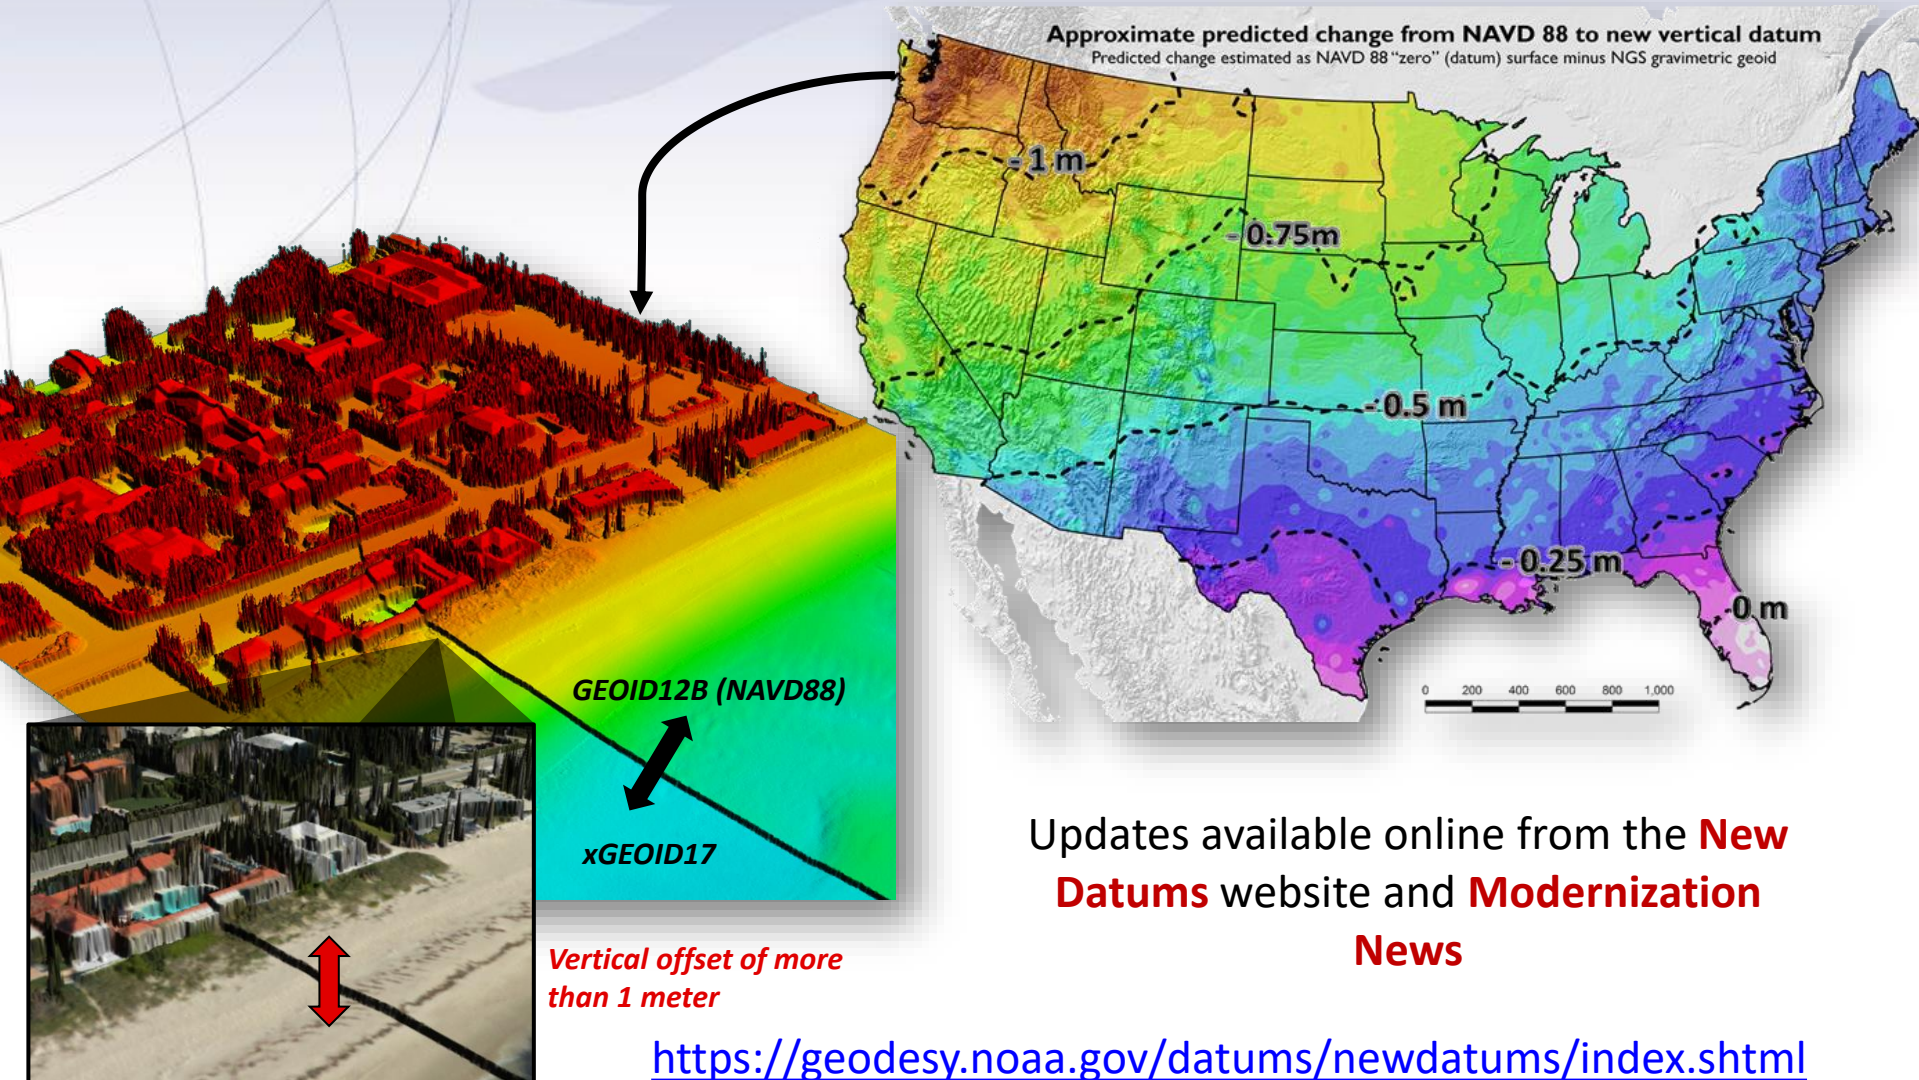 Approximate predicted change from NAVD 88 to new vertical datum
Predicted change estimated as NAVD 88 “zero” (datum) surface minus NGS gravimetric geoid
- 1 m
- 0.75m
- 0.5 m
- 0.25 m
0 m
0 200 400 600 800 1,000
GEOID12B (NAVD88)
xGEOID17
Vertical offset of more
than 1 meter
Updates available online from the New
Datums website and Modernization
News
https://geodesy.noaa.gov/datums/newdatums/index.shtml